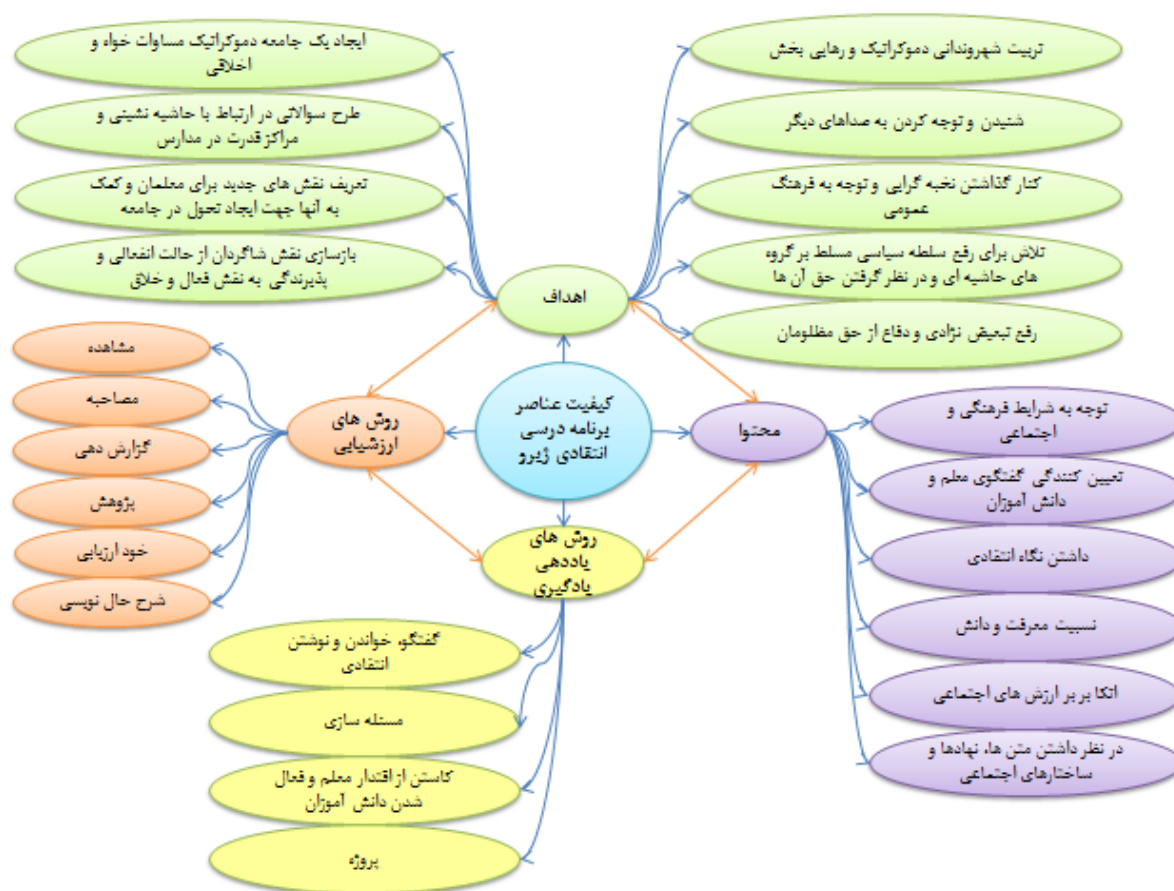 تربیت شهروندانی دموکراتیک و رهایی بخش
شنیدن و توجه کردن به صداهای دیگر
کنار گذاشتن نخبه گرایی و توجه به فرهنگ
عمومی
تلاش برای رفع سلطه سیاسی مسلط بر گروه
های حاشیه ای و در نظر گرفتن حق آن ها
رفع تبعیض نژادی و دفاع از حق مظلومان
ایجاد یک جامعه دموکراتیک مساوات خواه و
اخلاقی
طرح سوالاتی در ارتباط با حاشیه نشینی و
مراکز قدرت در مدارس
تعریف نقش های جدید برای معلمان و کمک
به آنها جهت ایجاد تحول در جامعه
بازسازی نقش شاگردان از حالت انفعالی و
پذیرندگی به نقش فعال و خلاق
اهداف
کیفیت عناصر
برنامه درسی
انتقادی ژیرو
محتوا
توجه به شرایط فرهنگی و
اجتماعی
تعیین کنندگی گفتگوی معلم و
دانش آموزان
داشتن نگاه انتقادی
نسبیت معرفت و دانش
اتکا بر بر ارزش های اجتماعی
در نظر داشتن متن ها، نهادها و
ساختارهای اجتماعی
روش های
ارزشیابی
مشاهده
مصاحبه
گزارش دهی
پژوهش
خود ارزیابی
شرح حال نویسی
روش های
یاددهی
یادگیری
گفتگو، خواندن و نوشتن
انتقادی
مسئله سازی
کاستن از اقتدار معلم و فعال
شدن دانش آموزان
پروژه